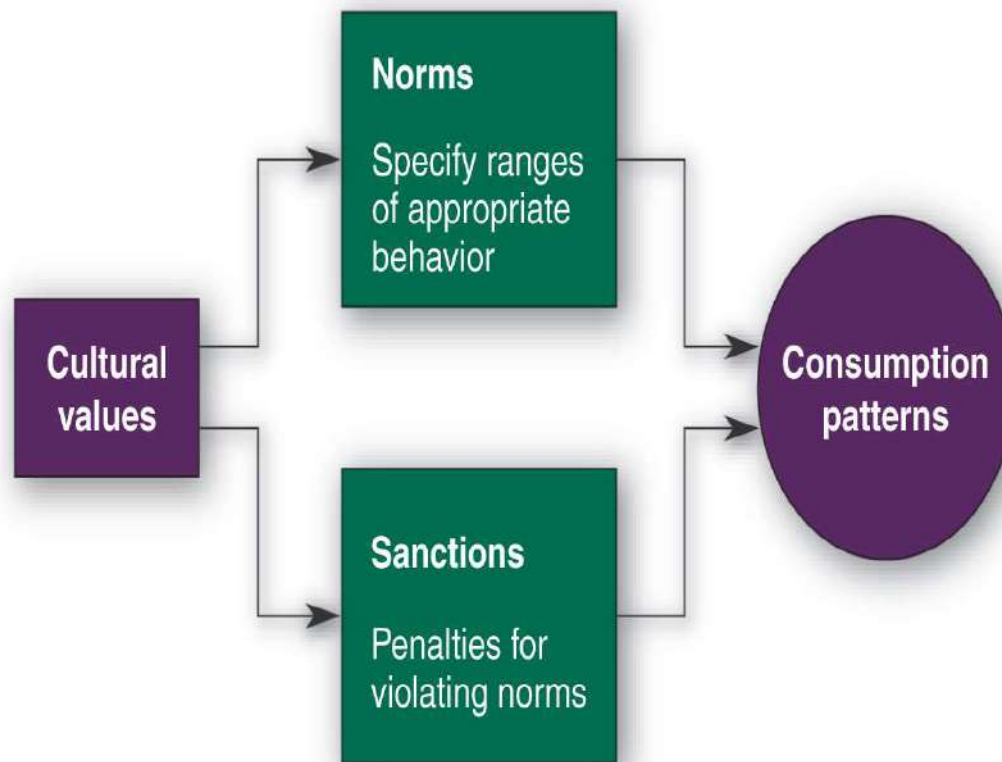 Norms
Specify ranges
of appropriate
behavior
Cultural
values
Consumption
patterns
Sanctions
Penalties for
violating norms